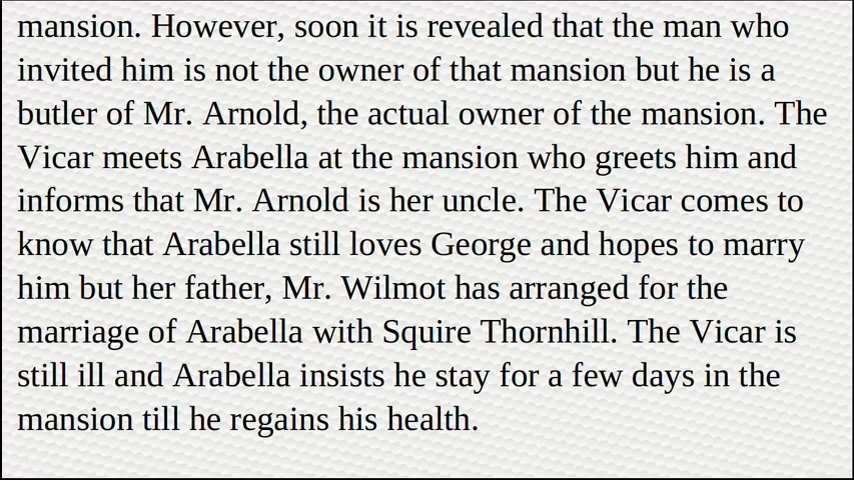 mansion. However, soon it is revealed that the man who
invited him is not the owner of that mansion but he is a
butler of Mr. Arnold, the actual owner of the mansion. The
Vicar meets Arabella at the mansion who greets him and
informs that Mr. Arnold is her uncle. The Vicar comes to
know that Arabella still loves George and hopes to marry
him but her father, Mr. Wilmot has arranged for the
marriage of Arabella with Squire Thornhill. The Vicar is
still ill and Arabella insists he stay for a few days in the
mansion till he regains his health.